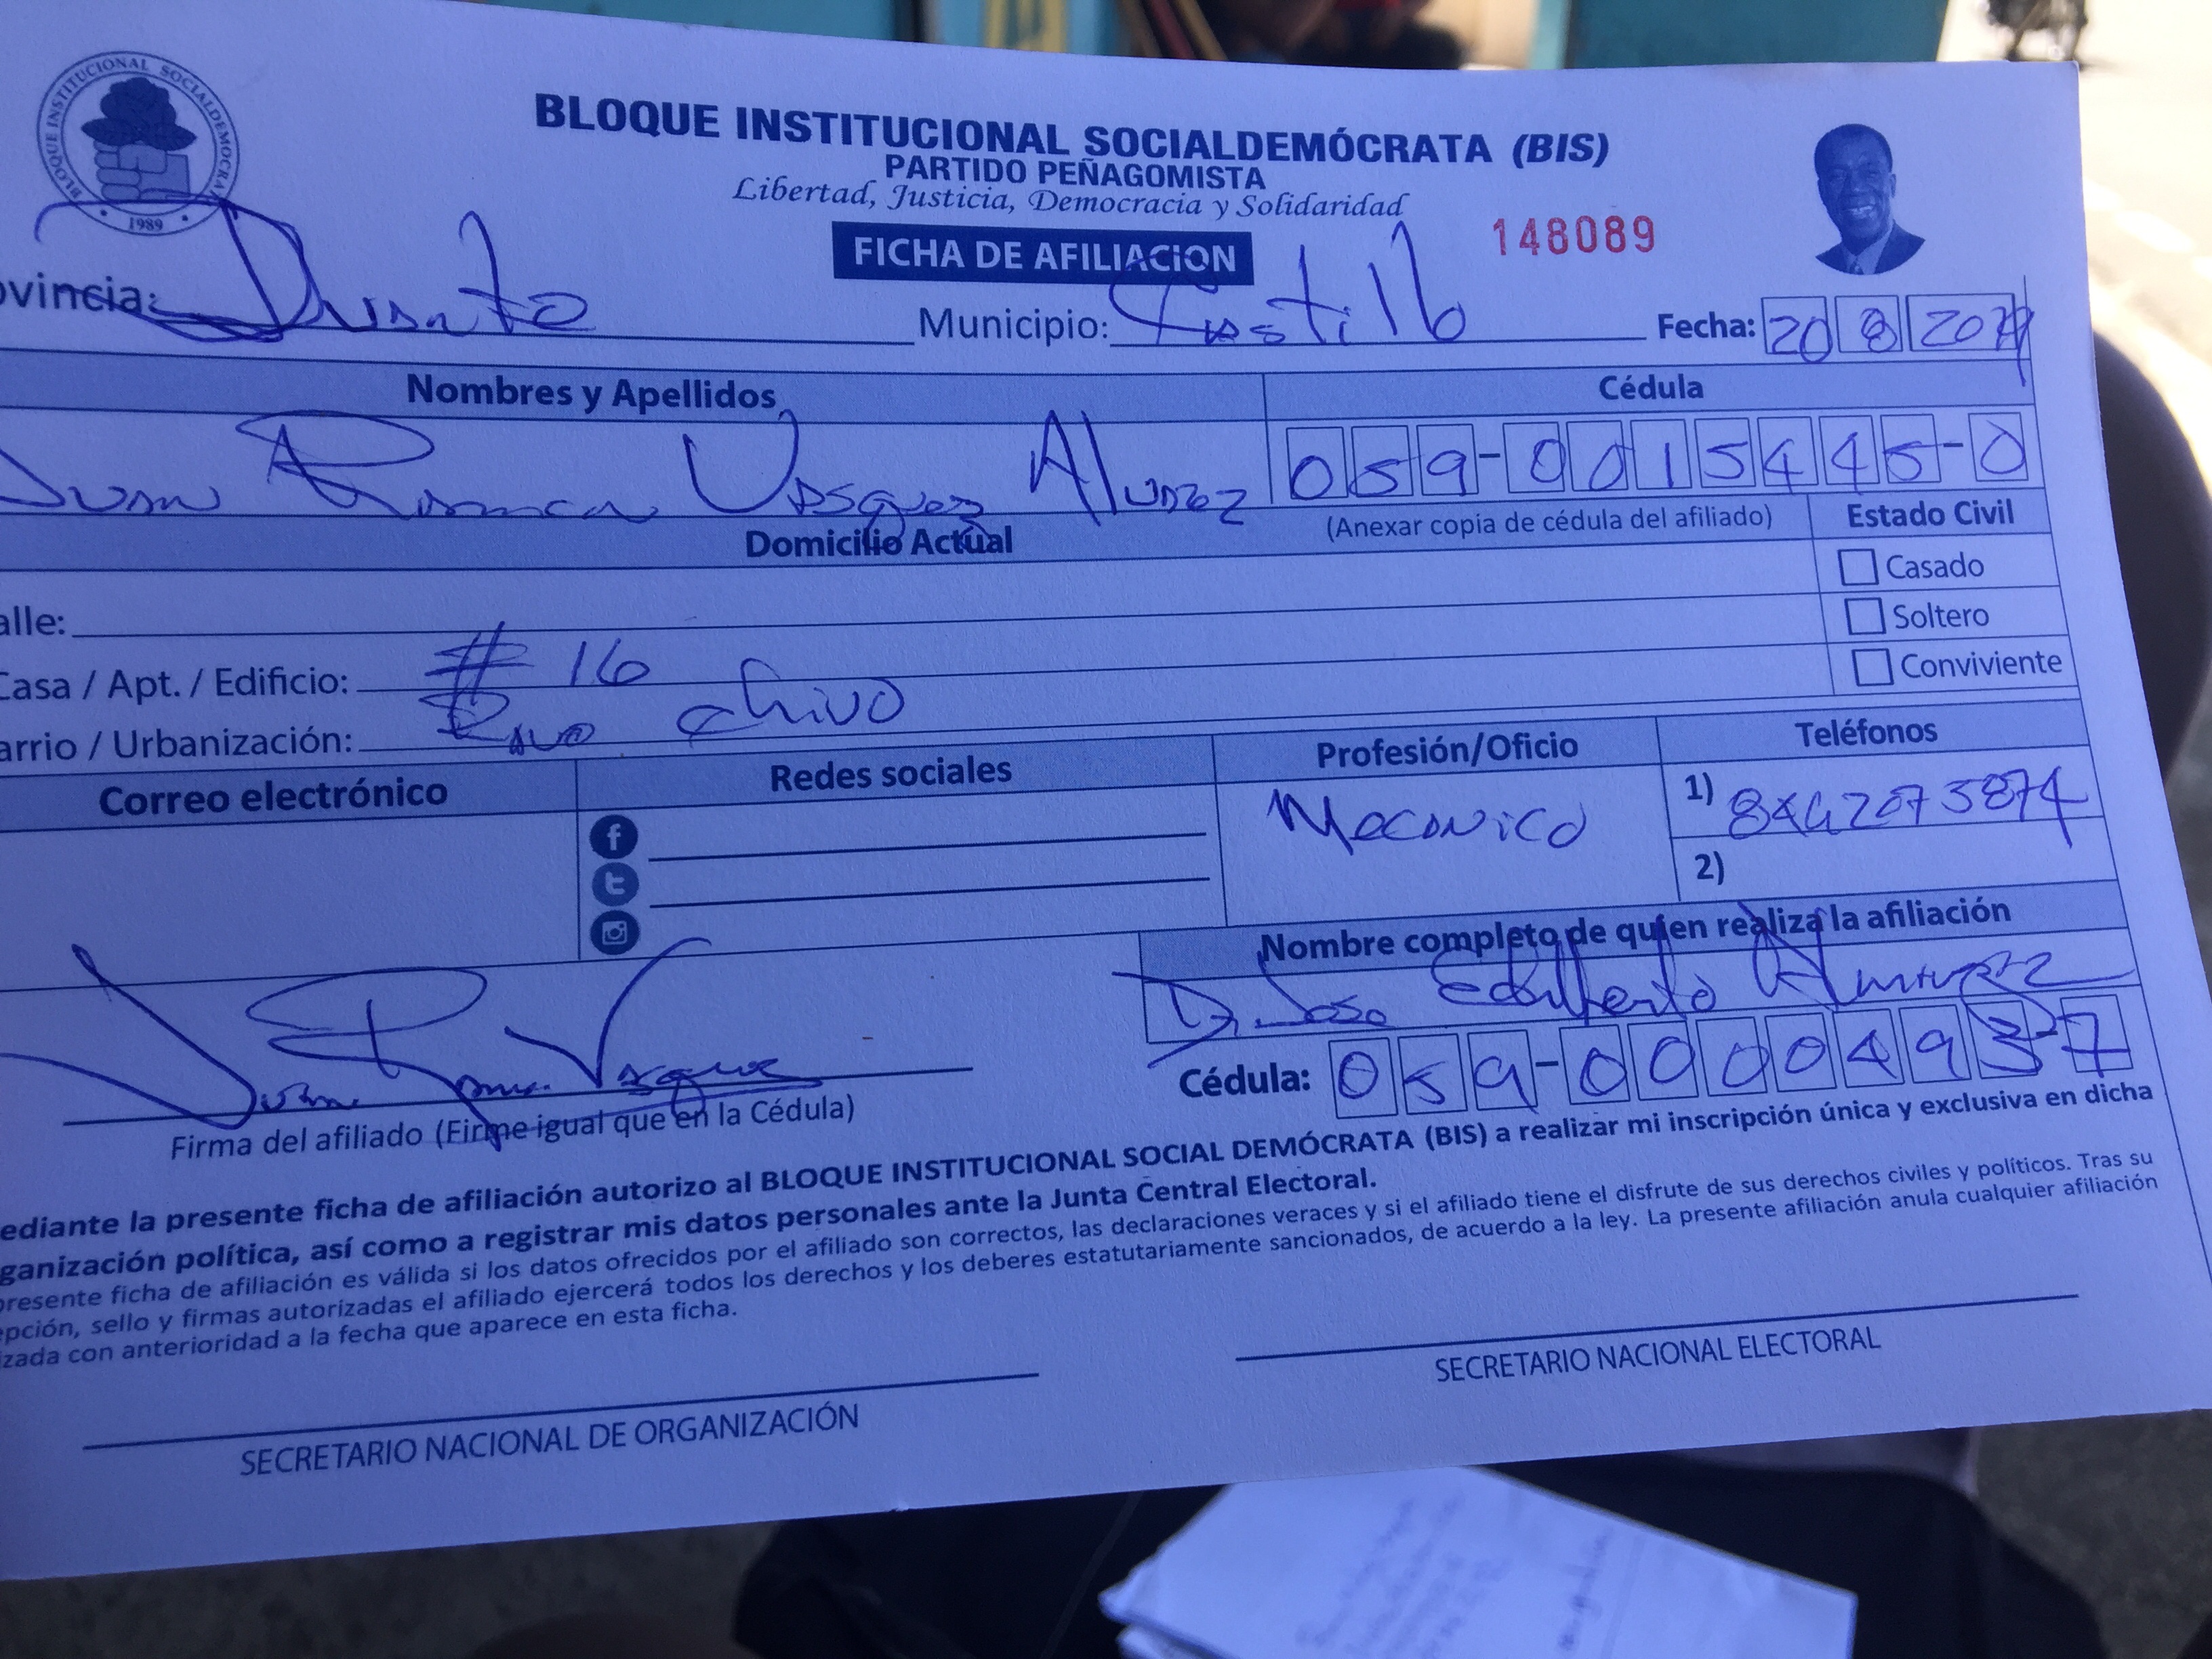 BLOQUE INSTITUCIONAL SOCIALDEMOCRATA
1989
BLOQUE INSTITUCIONAL SOCIALDEMÓCRATA (BIS)
PARTIDO PEÑAGOMISTA
Libertad, Justicia, Democracia y Solidaridad
FICHA DE AFILIACION
148089
ovincia: Duarte Municipio: Castillo Fecha: 20 8
Nombres y Apellidos Cédula
Juan Ramon Vasquez 059-0015445-0
Domicilio Actual (Anexar copia de cédula del afiliado) Estado Civil
Casado
alle:
Soltero
Casa / Apt. / Edificio: # 16
Conviviente
arrio / Urbanización: Chivo
Correo electrónico Redes sociales Profesión/Oficio Teléfonos
f
t
Mecanico 1)
2)
Nombre completo de quien realiza la afiliación
Jose Edilberto
Cédula: 059-0000493-7
Juan Ramon Vasquez
Firma del afiliado (Firme igual que en la Cédula)
ediante la presente ficha de afiliación autorizo al BLOQUE INSTITUCIONAL SOCIAL DEMÓCRATA (BIS) a realizar mi inscripción única y exclusiva en dicha
ganización política, así como a registrar mis datos personales ante la Junta Central Electoral.
presente ficha de afiliación es válida si los datos ofrecidos por el afiliado son correctos, las declaraciones veraces y si el afiliado tiene el disfrute de sus derechos civiles y políticos. Tras su
epción, sello y firmas autorizadas el afiliado ejercerá todos los derechos y los deberes estatutariamente sancionados, de acuerdo a la ley. La presente afiliación anula cualquier afiliación
izada con anterioridad a la fecha que aparece en esta ficha.
SECRETARIO NACIONAL DE ORGANIZACIÓN
SECRETARIO NACIONAL ELECTORAL